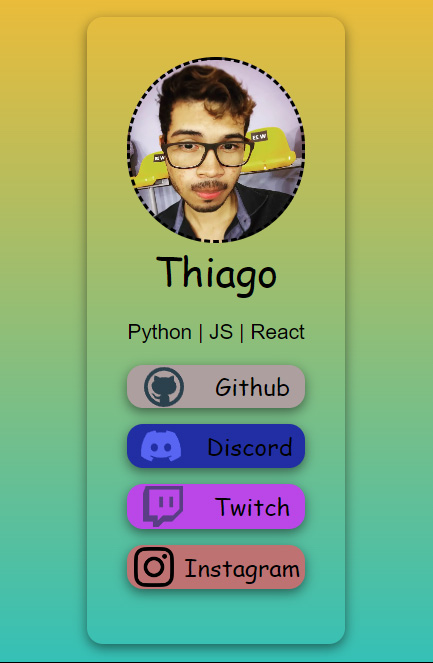 Thiago
Python | JS | React
Github
Discord
Twitch
Instagram